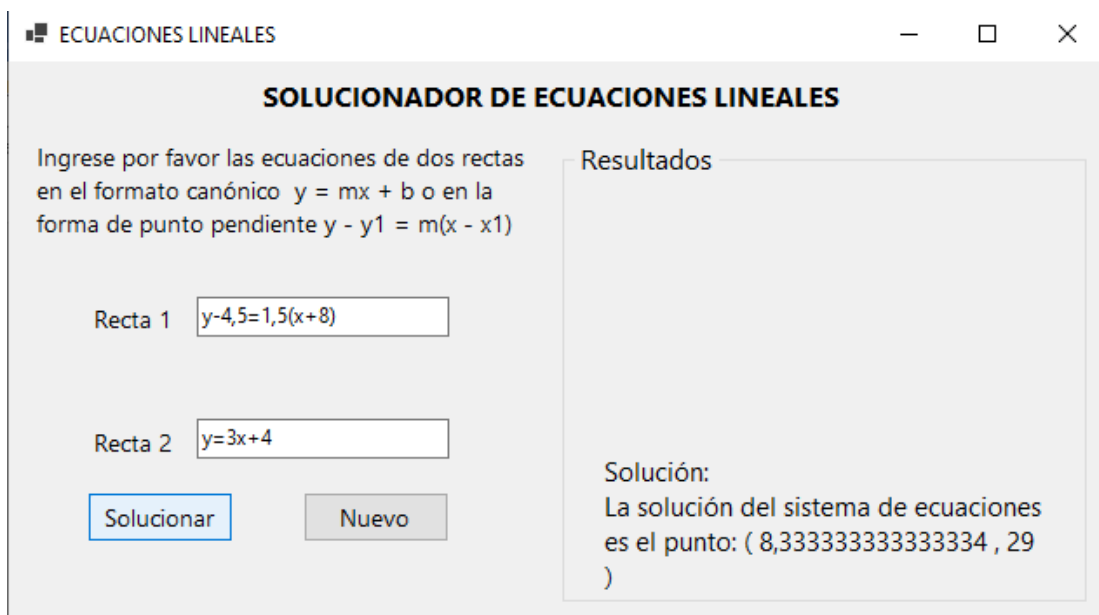 ECUACIONES LINEALES
SOLUCIONADOR DE ECUACIONES LINEALES
Ingrese por favor las ecuaciones de dos rectas
en el formato canónico  y = mx + b o en la
forma de punto pendiente y - y1 = m(x - x1)
Recta 1
y-4,5=1,5(x+8)
Recta 2
y=3x+4
Solucionar
Nuevo
Resultados
Solución:
La solución del sistema de ecuaciones
es el punto: ( 8,333333333333334 , 29
)